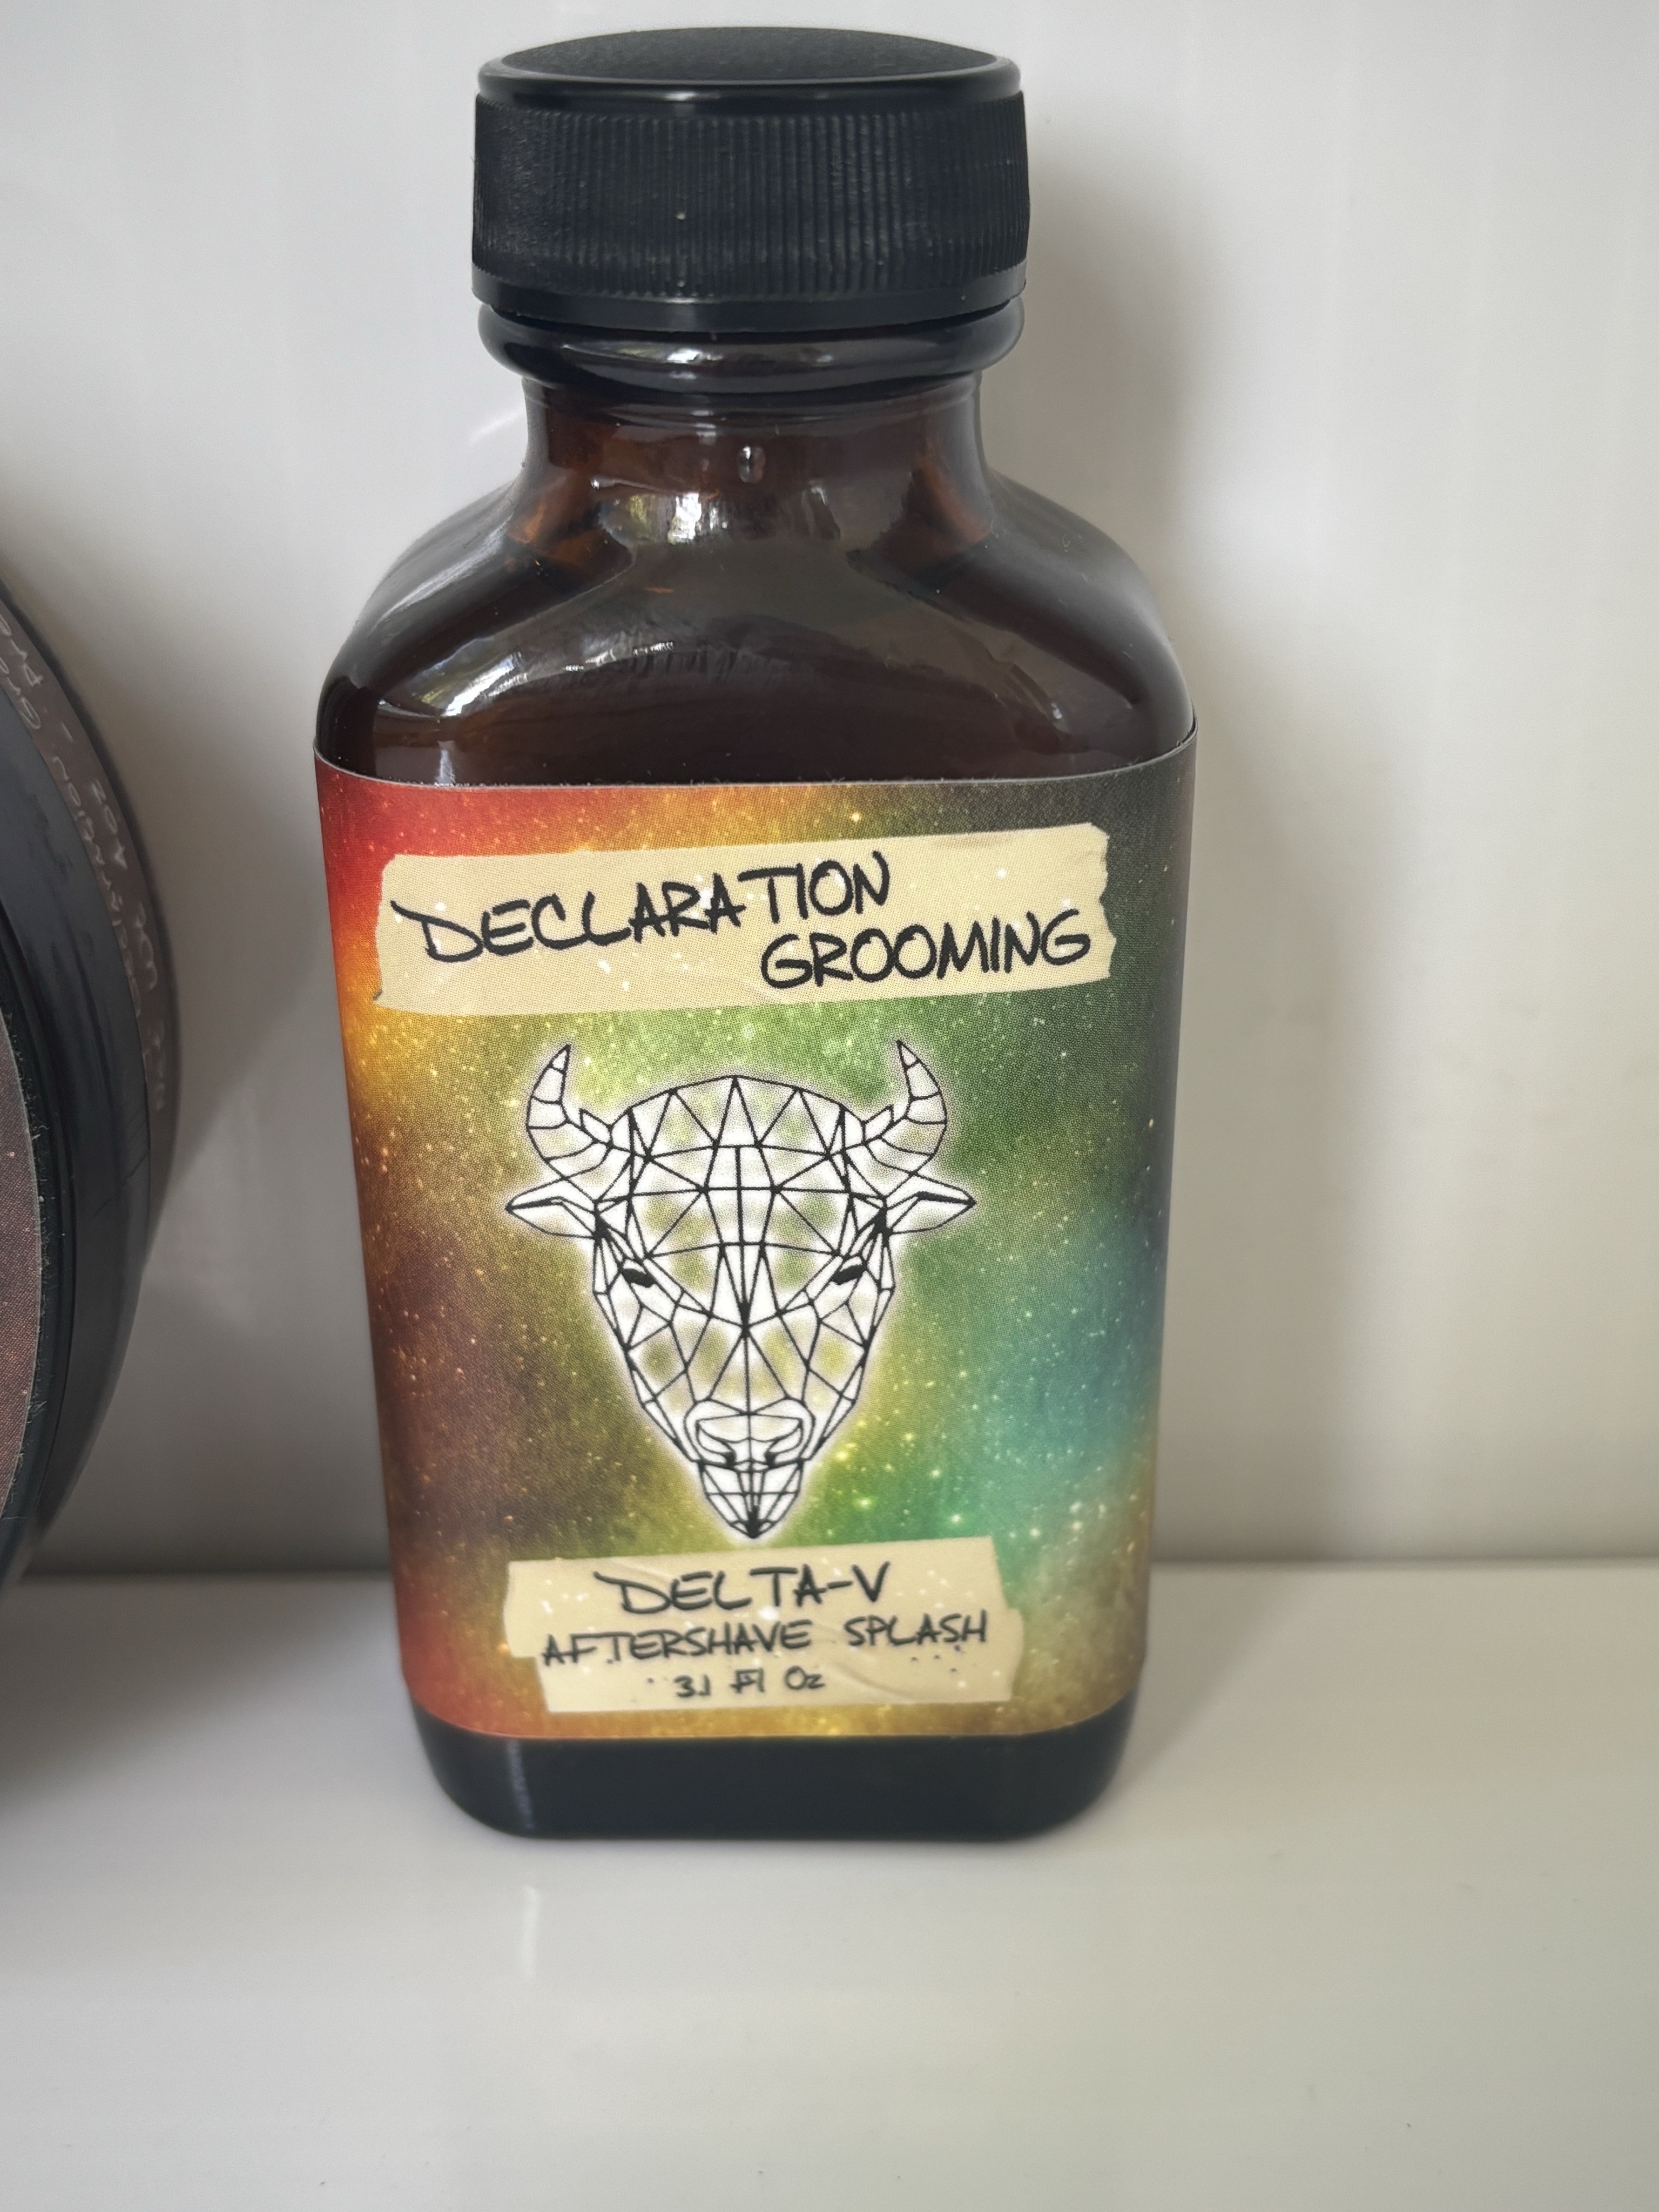 DECLARATION
GROOMING
DELTA-V
AFTERSHAVE SPLASH
3.1 Fl Oz